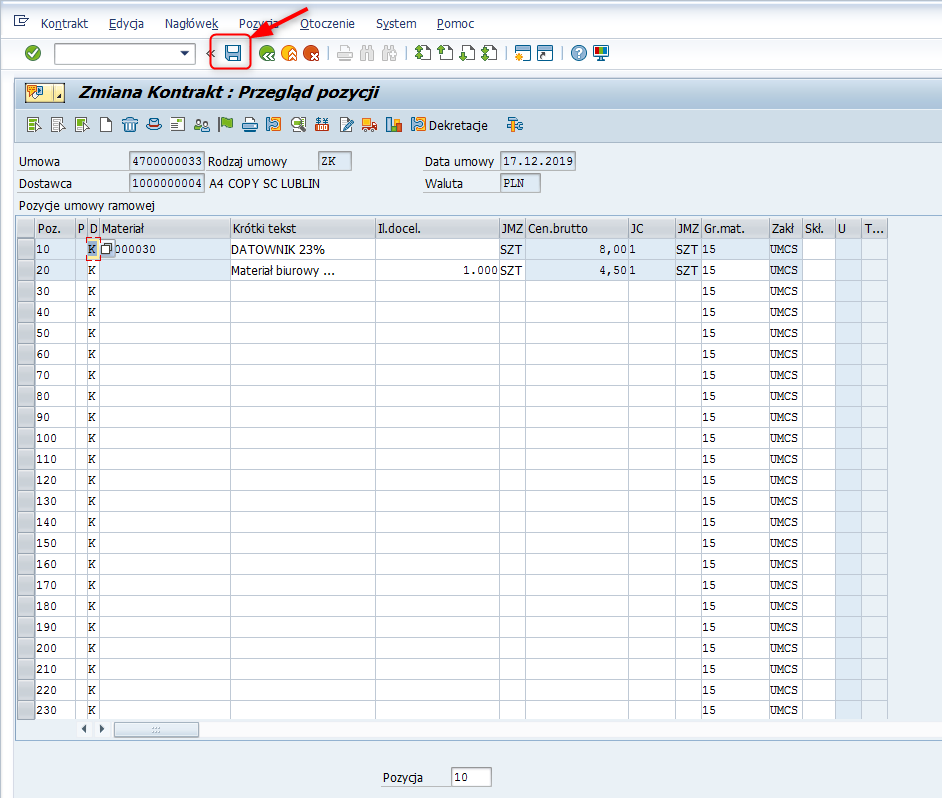 Kontrakt Edycja Nagłówek Pozycja Otoczenie System Pomoc
Zmiana Kontrakt : Przegląd pozycji
Dekretacje
Umowa 4700000033 Rodzaj umowy ZK Data umowy 17.12.2019
Dostawca 1000000004 A4 COPY SC LUBLIN Waluta PLN
Pozycje umowy ramowej
Poz. P D Materiał Krótki tekst Il.docel. JMZ Cen.brutto JC JMZ Gr.mat. Zakł Skł. U T...
10 K 000030 DATOWNIK 23% SZT 8,00 1 SZT 15 UMCS
20 K Materiał biurowy ... 1.000 SZT 4,50 1 SZT 15 UMCS
30 K 15 UMCS
40 K 15 UMCS
50 K 15 UMCS
60 K 15 UMCS
70 K 15 UMCS
80 K 15 UMCS
90 K 15 UMCS
100 K 15 UMCS
110 K 15 UMCS
120 K 15 UMCS
130 K 15 UMCS
140 K 15 UMCS
150 K 15 UMCS
160 K 15 UMCS
170 K 15 UMCS
180 K 15 UMCS
190 K 15 UMCS
200 K 15 UMCS
210 K 15 UMCS
220 K 15 UMCS
230 K 15 UMCS
Pozycja 10